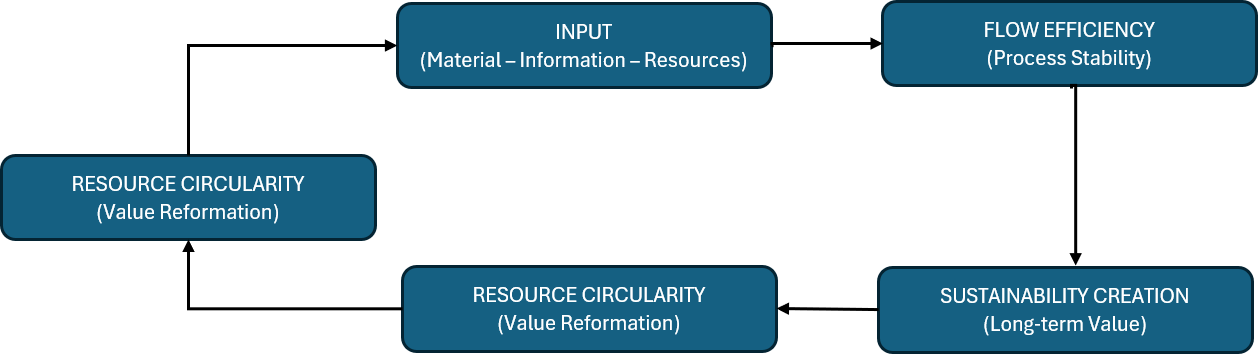 INPUT
(Material – Information – Resources)
FLOW EFFICIENCY
(Process Stability)
SUSTAINABILITY CREATION
(Long-term Value)
RESOURCE CIRCULARITY
(Value Reformation)
RESOURCE CIRCULARITY
(Value Reformation)